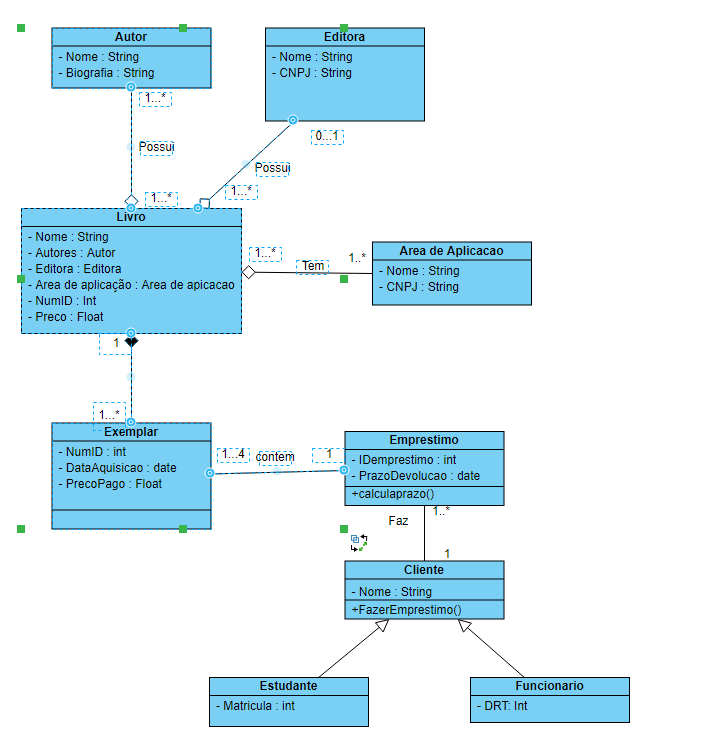 Autor
- Nome : String
- Biografia : String
Editora
- Nome : String
- CNPJ : String
1...*
0...1
Possui
Possui
1...*
1...*
Livro
- Nome : String
- Autores : Autor
- Editora : Editora
- Area de aplicação : Area de apicacao
- NumID : Int
- Preco : Float
1...*
Tem
1..*
Area de Aplicacao
- Nome : String
- CNPJ : String
1
1...*
Exemplar
- NumID : int
- DataAquisicao : date
- PrecoPago : Float
1...4
contem
1
Emprestimo
- IDemprestimo : int
- PrazoDevolucao : date
+calculaprazo()
1..*
Faz
1
Cliente
- Nome : String
+FazerEmprestimo()
Estudante
- Matricula : int
Funcionario
- DRT: Int